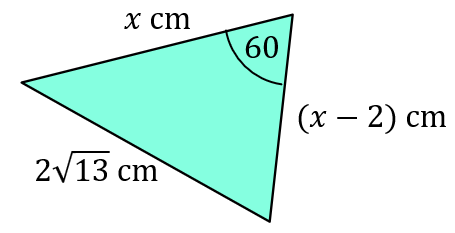 x cm
60
(x − 2) cm
2√13 cm